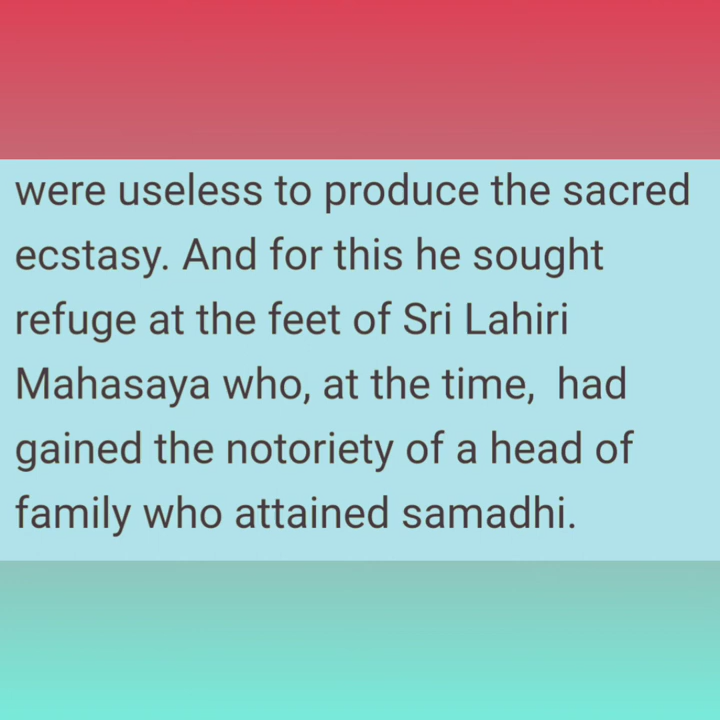 were useless to produce the sacred
ecstasy. And for this he sought
refuge at the feet of Sri Lahiri
Mahasaya who, at the time,  had
gained the notoriety of a head of
family who attained samadhi.